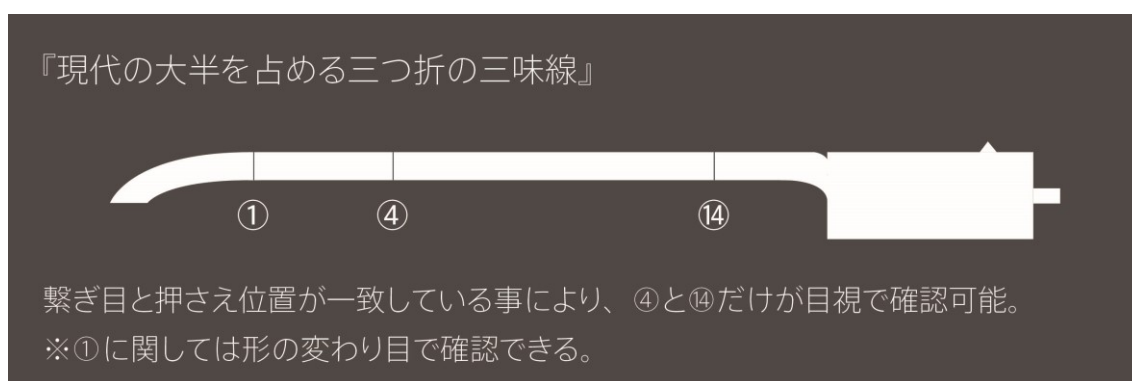 『現代の大半を占める三つ折の三味線』
① ④ ⑭
繋ぎ目と押さえ位置が一致している事により、④と⑭だけが目視で確認可能。
※①に関しては形の変わり目で確認できる。